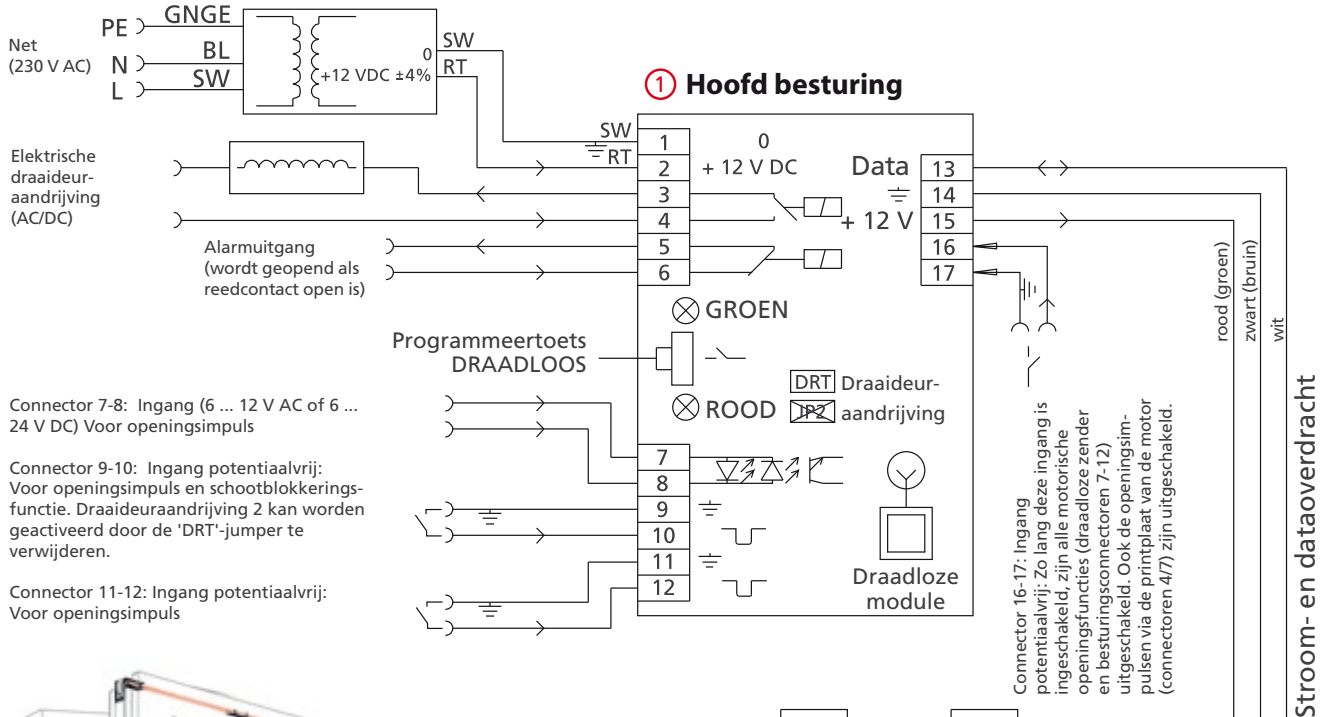 GNGE
PE
Net
(230 V AC)
BL
N
SW
L
0
+12 VDC ±4%
SW
RT
1 Hoofd besturing
Elektrische
draaideur-
aandrijving
(AC/DC)
Alarmuitgang
(wordt geopend als
reedcontact open is)
SW
RT
1
2
3
4
5
6
0
+ 12 V DC
Data
+ 12 V
13
14
15
16
17
GROEN
Programmeertoets
DRAADLOOS
ROOD
DRT Draaideur-
JP2 aandrijving
Connector 7-8: Ingang (6 ... 12 V AC of 6 ...
24 V DC) Voor openingsimpuls
Connector 9-10: Ingang potentiaalvrij:
Voor openingsimpuls en schootblokkerings-
functie. Draaideuraandrijving 2 kan worden
geactiveerd door de 'DRT'-jumper te
verwijderen.
Connector 11-12: Ingang potentiaalvrij:
Voor openingsimpuls
7
8
9
10
11
12
Draadloze
module
Connector 16-17: Ingang
potentiaalvrij: Zo lang deze ingang is
ingeschakeld, zijn alle motorische
openingsfuncties (draadloze zender
en besturingsconnectoren 7-12)
uitgeschakeld. Ook de openingsim-
pulsen via de printplaat van de motor
(connectoren 4/7) zijn uitgeschakeld.
rood (groen)
zwart (bruin)
wit
Stroom- en dataoverdracht